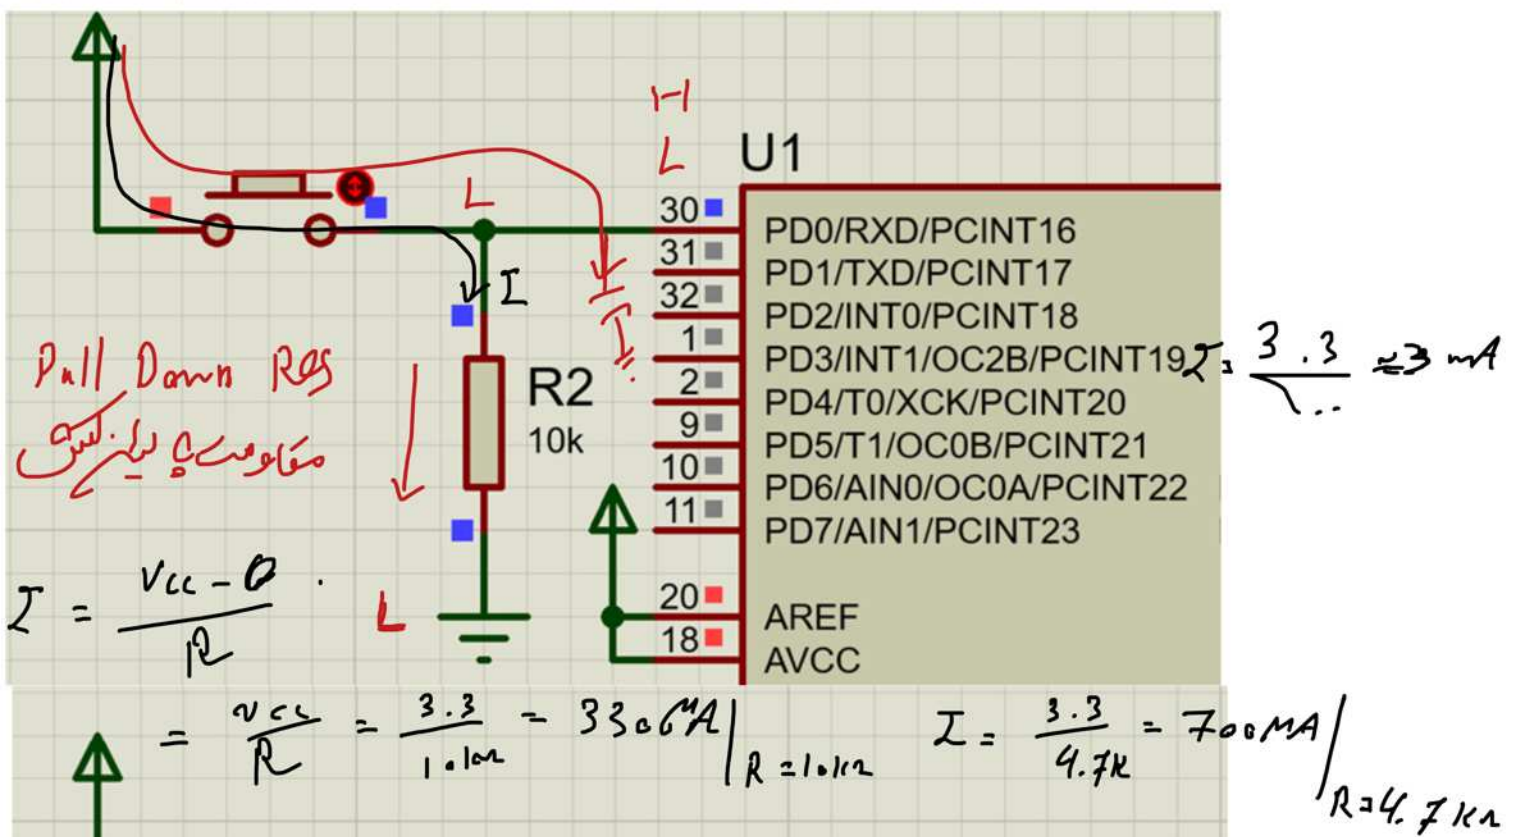 H
L
U1
L
30 PD0/RXD/PCINT16
31 PD1/TXD/PCINT17
32 PD2/INT0/PCINT18
1 PD3/INT1/OC2B/PCINT19
2 PD4/T0/XCK/PCINT20
9 PD5/T1/OC0B/PCINT21
10 PD6/AIN0/OC0A/PCINT22
11 PD7/AIN1/PCINT23
20 AREF
18 AVCC
I
Pull Down Res
مقاومت پایین کش
R2
10k
I = 3.3 / 1000 ≈ 3 mA
I = Vcc - 0 / R
L
= Vcc / R = 3.3 / 10kΩ = 330 μA | R = 10kΩ
I = 3.3 / 4.7k = 700 μA | R = 4.7kΩ